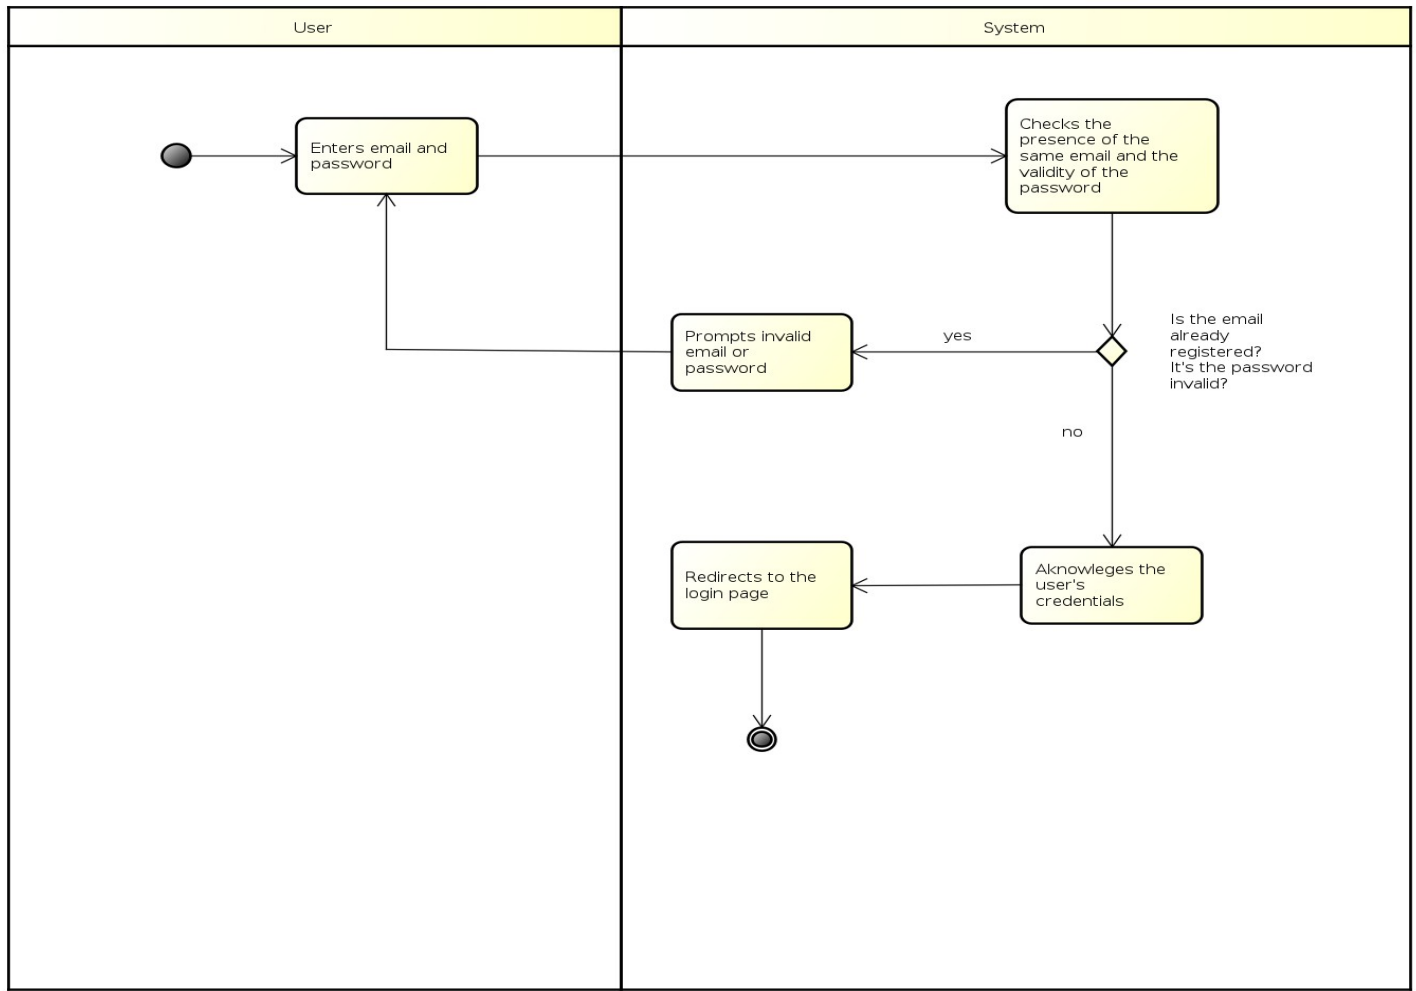 User
System
Enters email and
password
Checks the
presence of the
same email and the
validity of the
password
Prompts invalid
email or
password
yes
Is the email
already
registered?
It's the password
invalid?
no
Redirects to the
login page
Aknowleges the
user's
credentials